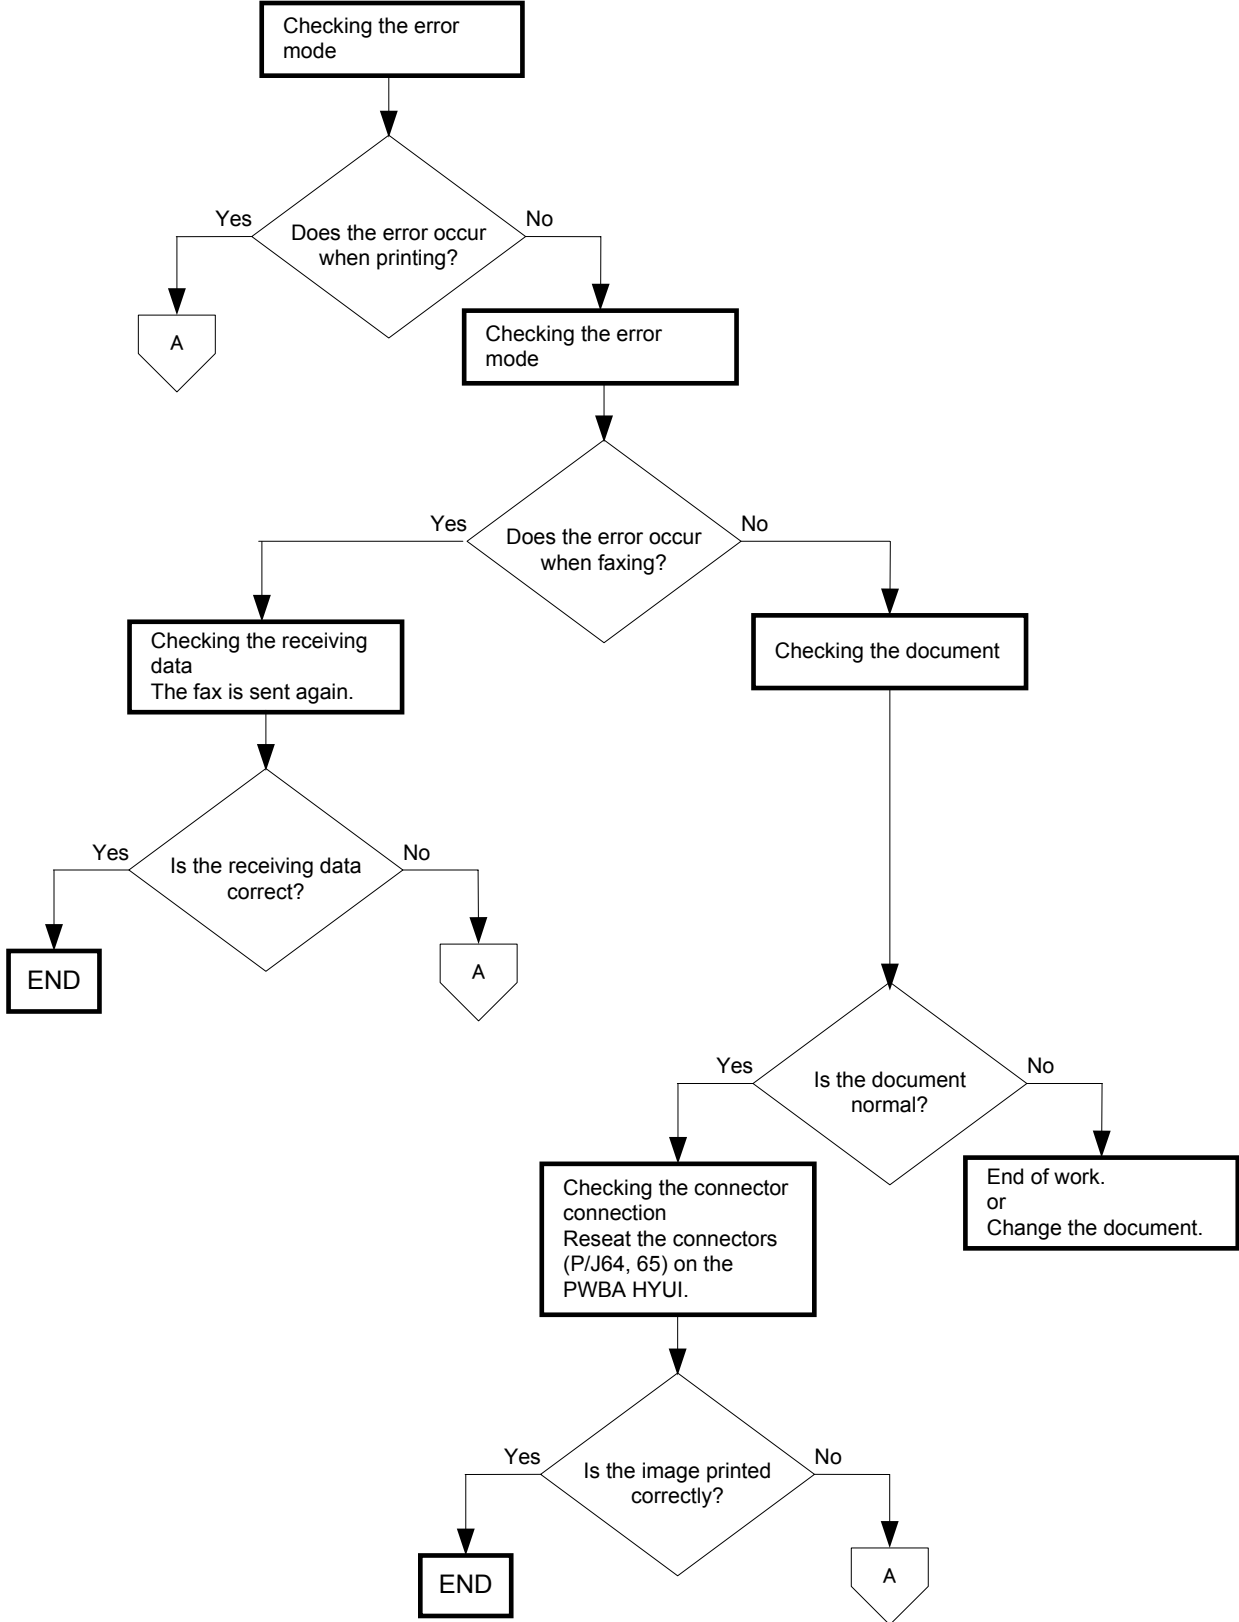 Checking the error
mode
Yes
No
Does the error occur
when printing?
A
Checking the error
mode
Yes
No
Does the error occur
when faxing?
Checking the receiving
data
The fax is sent again.
Checking the document
Yes
No
Is the receiving data
correct?
END
A
Yes
No
Is the document
normal?
Checking the connector
connection
Reseat the connectors
(P/J64, 65) on the
PWBA HYUI.
End of work.
or
Change the document.
Yes
No
Is the image printed
correctly?
END
A